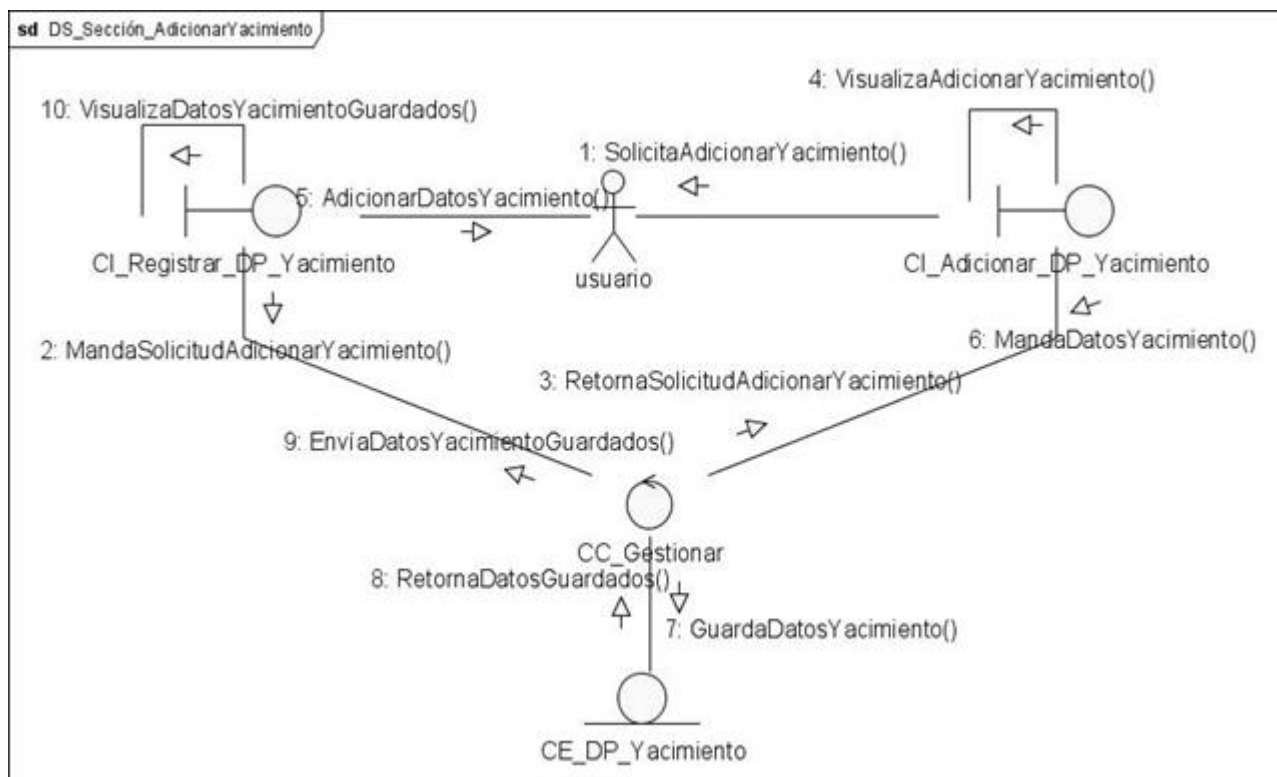 sd DS_Sección_AdicionarYacimiento
4: VisualizaAdicionarYacimiento()
10: VisualizaDatosYacimientoGuardados()
1: SolicitaAdicionarYacimiento()
5: AdicionarDatosYacimiento()
CI_Registrar_DP_Yacimiento
usuario
CI_Adicionar_DP_Yacimiento
2: MandaSolicitudAdicionarYacimiento()
6: MandaDatosYacimiento()
3: RetornaSolicitudAdicionarYacimiento()
9: EnvíaDatosYacimientoGuardados()
CC_Gestionar
8: RetornaDatosGuardados()
7: GuardaDatosYacimiento()
CE_DP_Yacimiento